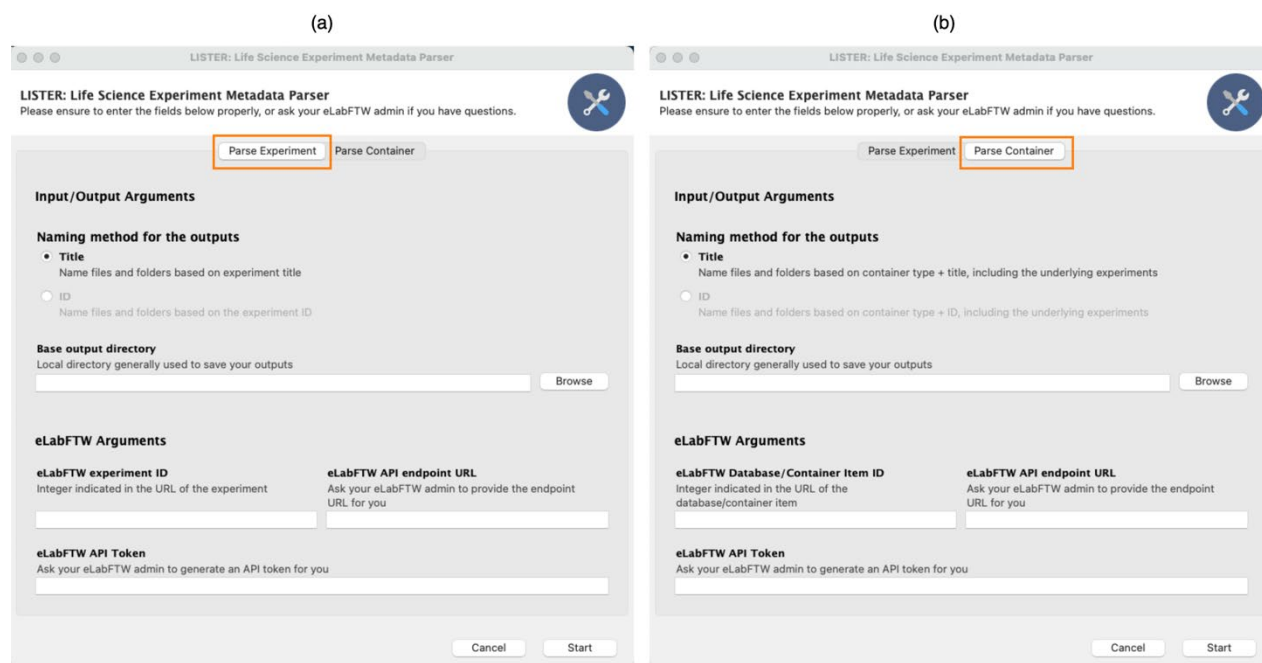 (a)
LISTER: Life Science Experiment Metadata Parser
LISTER: Life Science Experiment Metadata Parser
Please ensure to enter the fields below properly, or ask your eLabFTW admin if you have questions.
Parse Experiment
Parse Container
Input/Output Arguments
Naming method for the outputs
Title
Name files and folders based on experiment title
ID
Name files and folders based on the experiment ID
Base output directory
Local directory generally used to save your outputs
Browse
eLabFTW Arguments
eLabFTW experiment ID
Integer indicated in the URL of the experiment
eLabFTW API endpoint URL
Ask your eLabFTW admin to provide the endpoint
URL for you
eLabFTW API Token
Ask your eLabFTW admin to generate an API token for you
Cancel
Start
(b)
LISTER: Life Science Experiment Metadata Parser
LISTER: Life Science Experiment Metadata Parser
Please ensure to enter the fields below properly, or ask your eLabFTW admin if you have questions.
Parse Experiment
Parse Container
Input/Output Arguments
Naming method for the outputs
Title
Name files and folders based on container type + title, including the underlying experiments
ID
Name files and folders based on container type + ID, including the underlying experiments
Base output directory
Local directory generally used to save your outputs
Browse
eLabFTW Arguments
eLabFTW Database/Container Item ID
Integer indicated in the URL of the
database/container item
eLabFTW API endpoint URL
Ask your eLabFTW admin to provide the endpoint
URL for you
eLabFTW API Token
Ask your eLabFTW admin to generate an API token for you
Cancel
Start